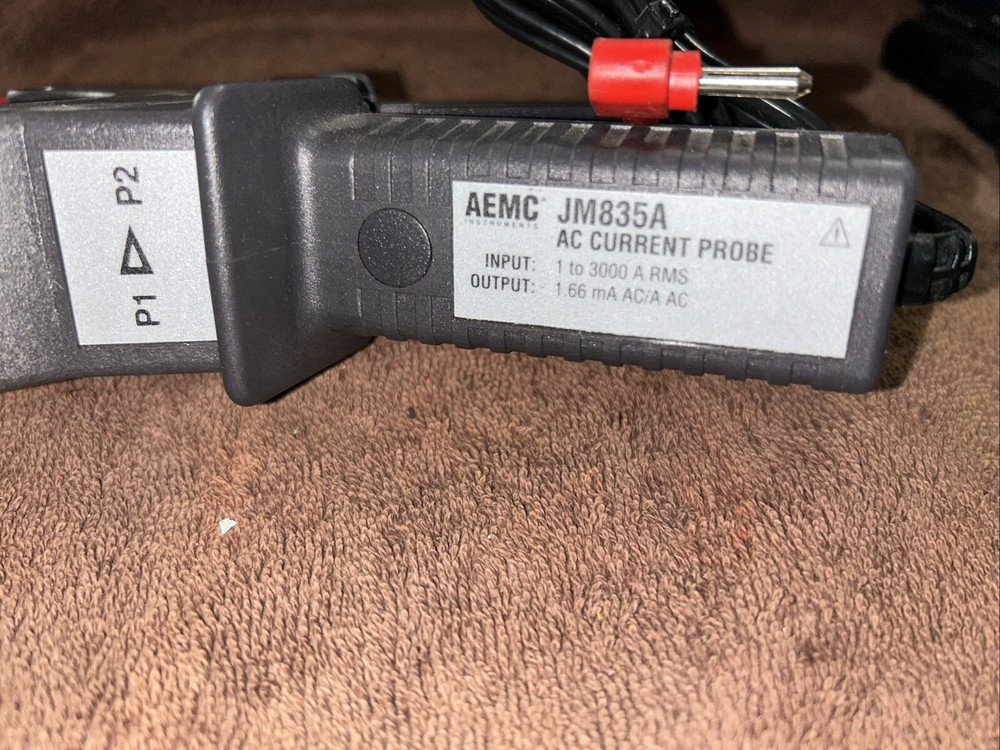 P1 P2
AEMC JM835A
INSTRUMENTS
AC CURRENT PROBE
INPUT: 1 to 3000 A RMS
OUTPUT: 1.66 mA AC/A AC